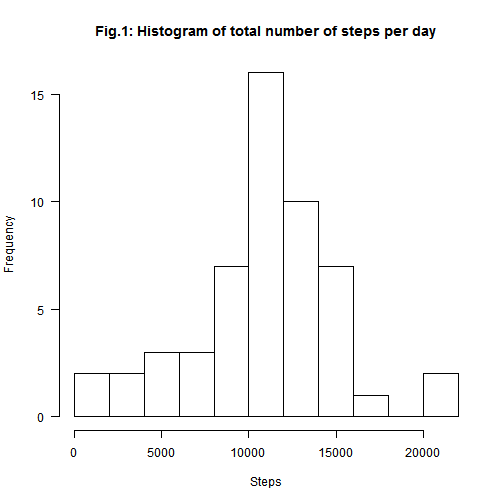 Fig.1: Histogram of total number of steps per day
Frequency
15
10
5
0
0 5000 10000 15000 20000
Steps